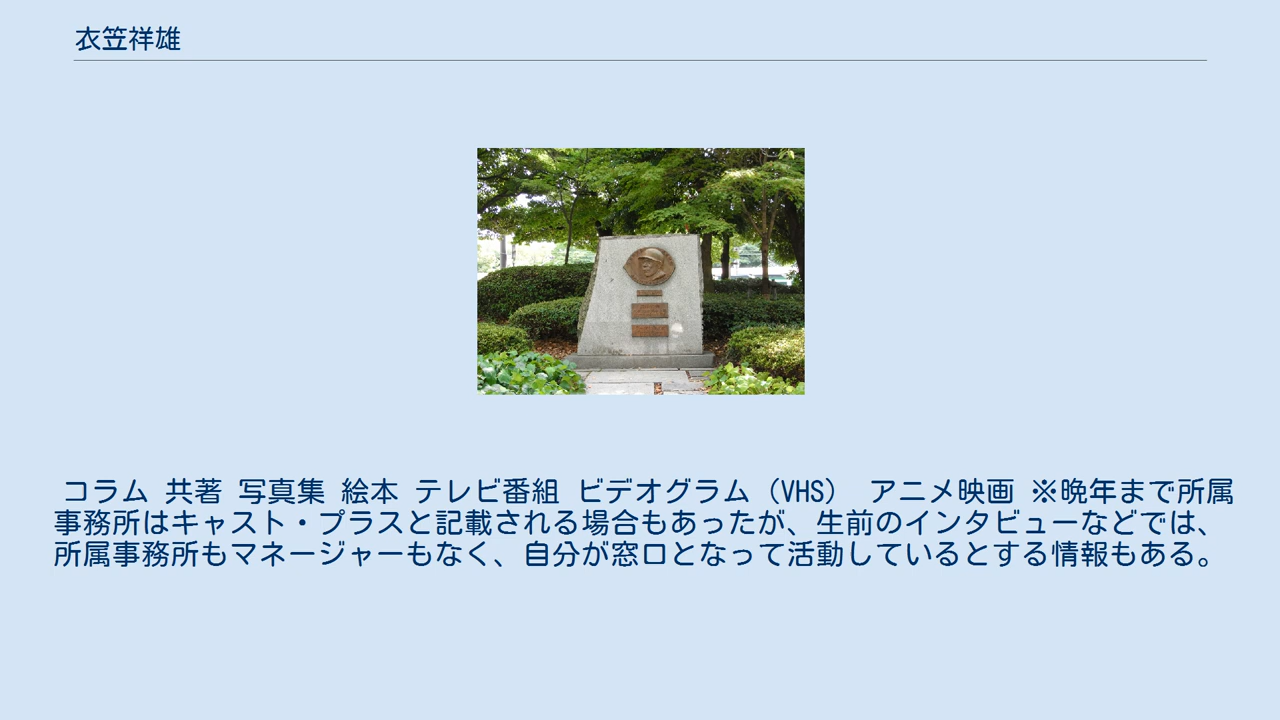 衣笠祥雄
コラム 共著 写真集 絵本 テレビ番組 ビデオグラム（VHS） アニメ映画 ※晩年まで所属
事務所はキャスト・プラスと記載される場合もあったが、生前のインタビューなどでは、
所属事務所もマネージャーもなく、自分が窓口となって活動しているとする情報もある。